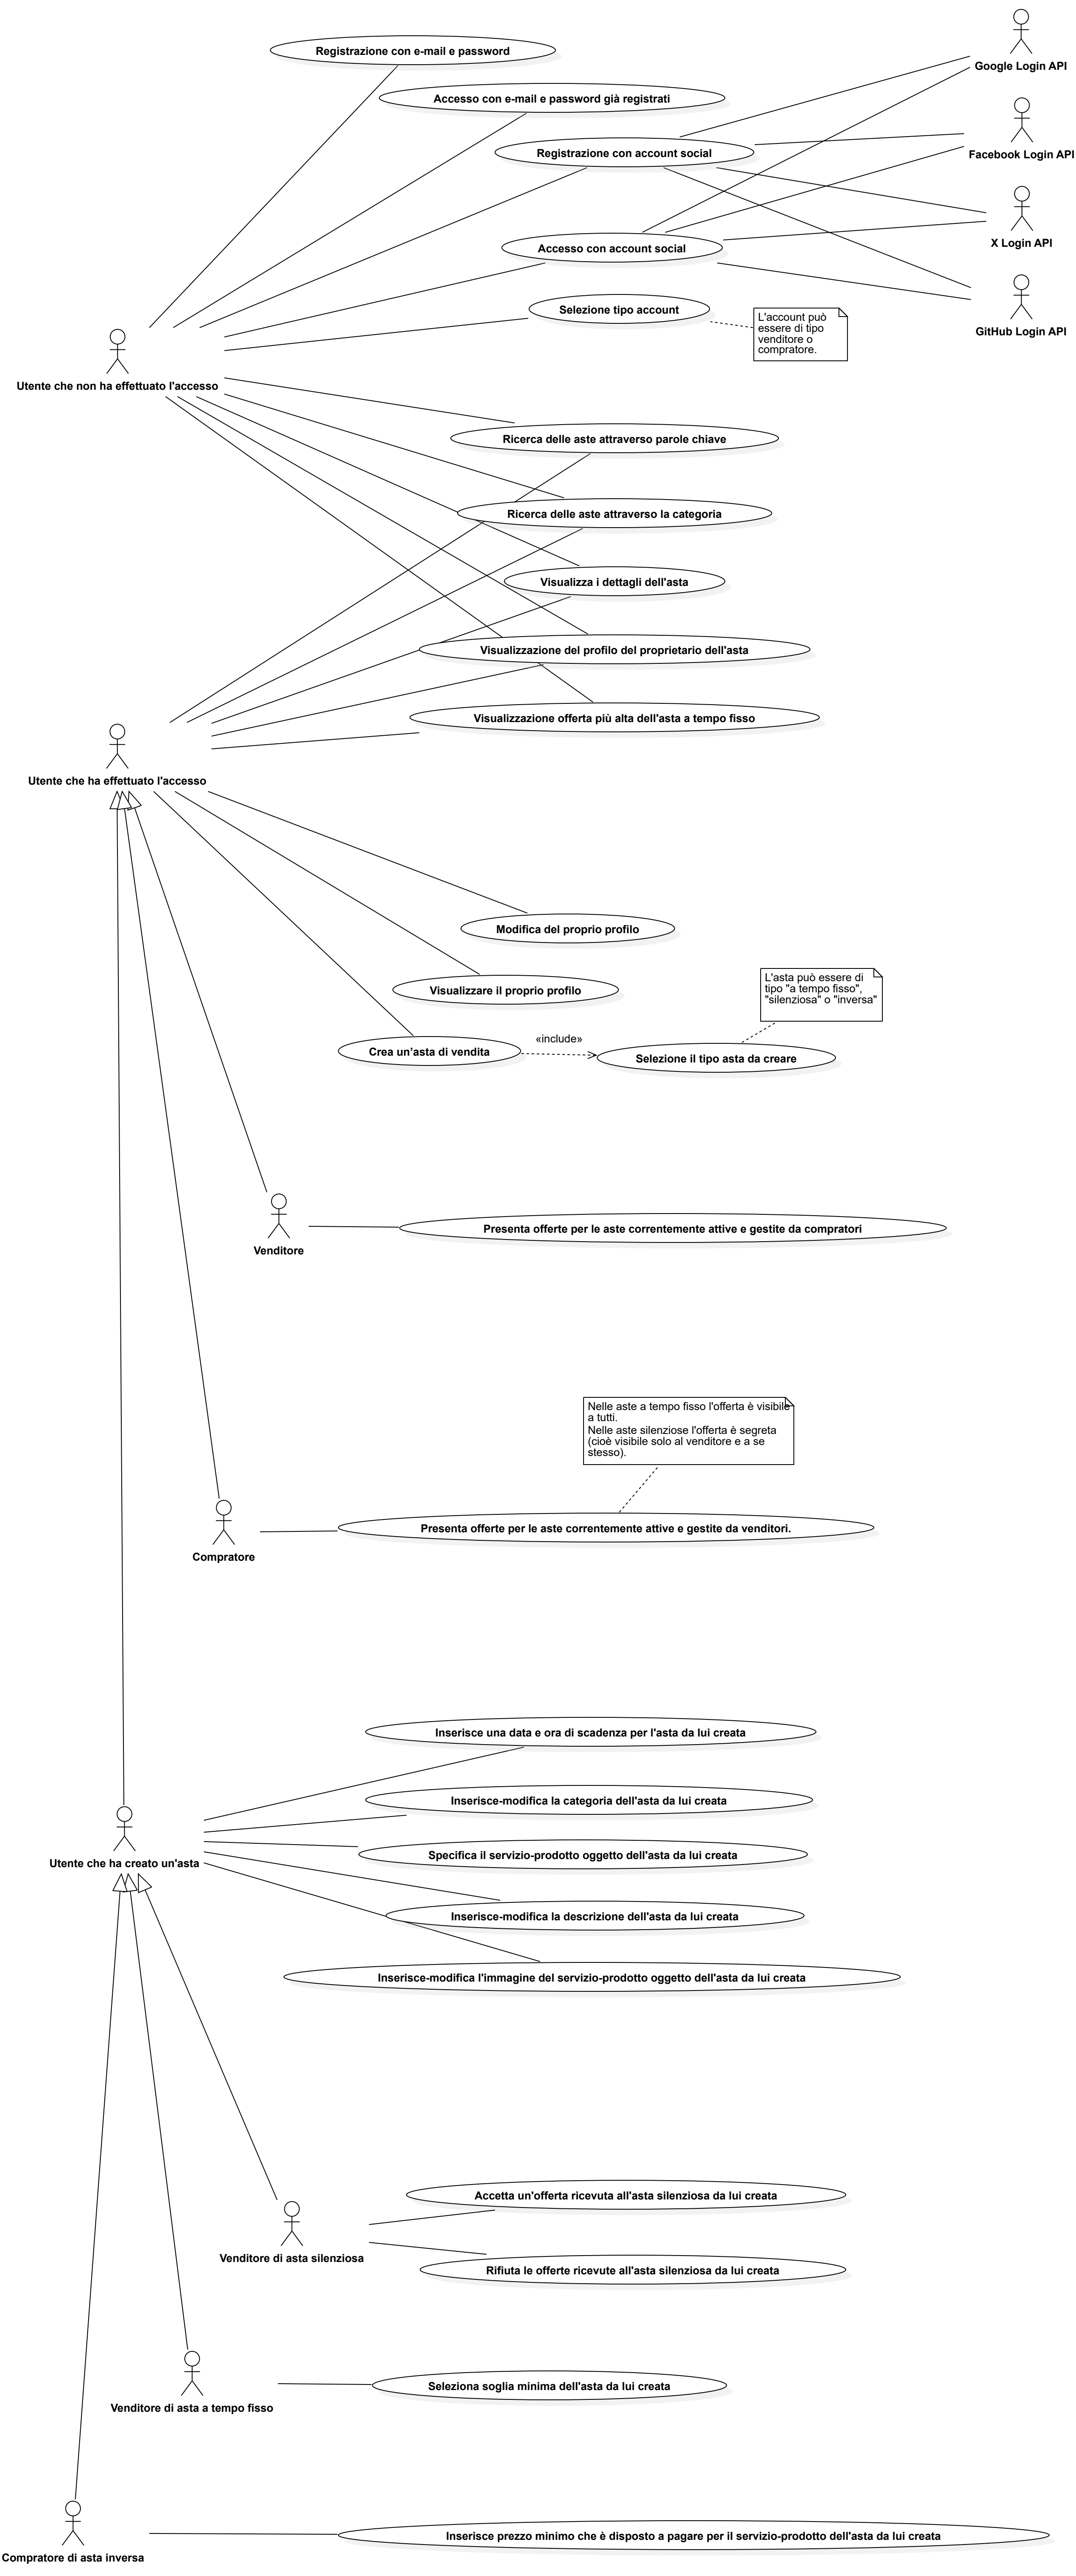 Registrazione con e-mail e password
Google Login API
Accesso con e-mail e password già registrati
Registrazione con account social
Facebook Login API
Accesso con account social
X Login API
Selezione tipo account
L'account può
essere di tipo
venditore o
compratore.
GitHub Login API
Utente che non ha effettuato l'accesso
Ricerca delle aste attraverso parole chiave
Ricerca delle aste attraverso la categoria
Visualizza i dettagli dell'asta
Visualizzazione del profilo del proprietario dell'asta
Visualizzazione offerta più alta dell'asta a tempo fisso
Utente che ha effettuato l'accesso
Modifica del proprio profilo
Visualizzare il proprio profilo
L'asta può essere di
tipo "a tempo fisso",
"silenziosa" o "inversa"
Crea un'asta di vendita
«include»
Selezione il tipo asta da creare
Venditore
Presenta offerte per le aste correntemente attive e gestite da compratori
Nelle aste a tempo fisso l'offerta è visibile
a tutti.
Nelle aste silenziose l'offerta è segreta
(cioè visibile solo al venditore e a se
stesso).
Compratore
Presenta offerte per le aste correntemente attive e gestite da venditori.
Inserisce una data e ora di scadenza per l'asta da lui creata
Inserisce-modifica la categoria dell'asta da lui creata
Utente che ha creato un'asta
Specifica il servizio-prodotto oggetto dell'asta da lui creata
Inserisce-modifica la descrizione dell'asta da lui creata
Inserisce-modifica l'immagine del servizio-prodotto oggetto dell'asta da lui creata
Accetta un'offerta ricevuta all'asta silenziosa da lui creata
Venditore di asta silenziosa
Rifiuta le offerte ricevute all'asta silenziosa da lui creata
Seleziona soglia minima dell'asta da lui creata
Venditore di asta a tempo fisso
Inserisce prezzo minimo che è disposto a pagare per il servizio-prodotto dell'asta da lui creata
Compratore di asta inversa